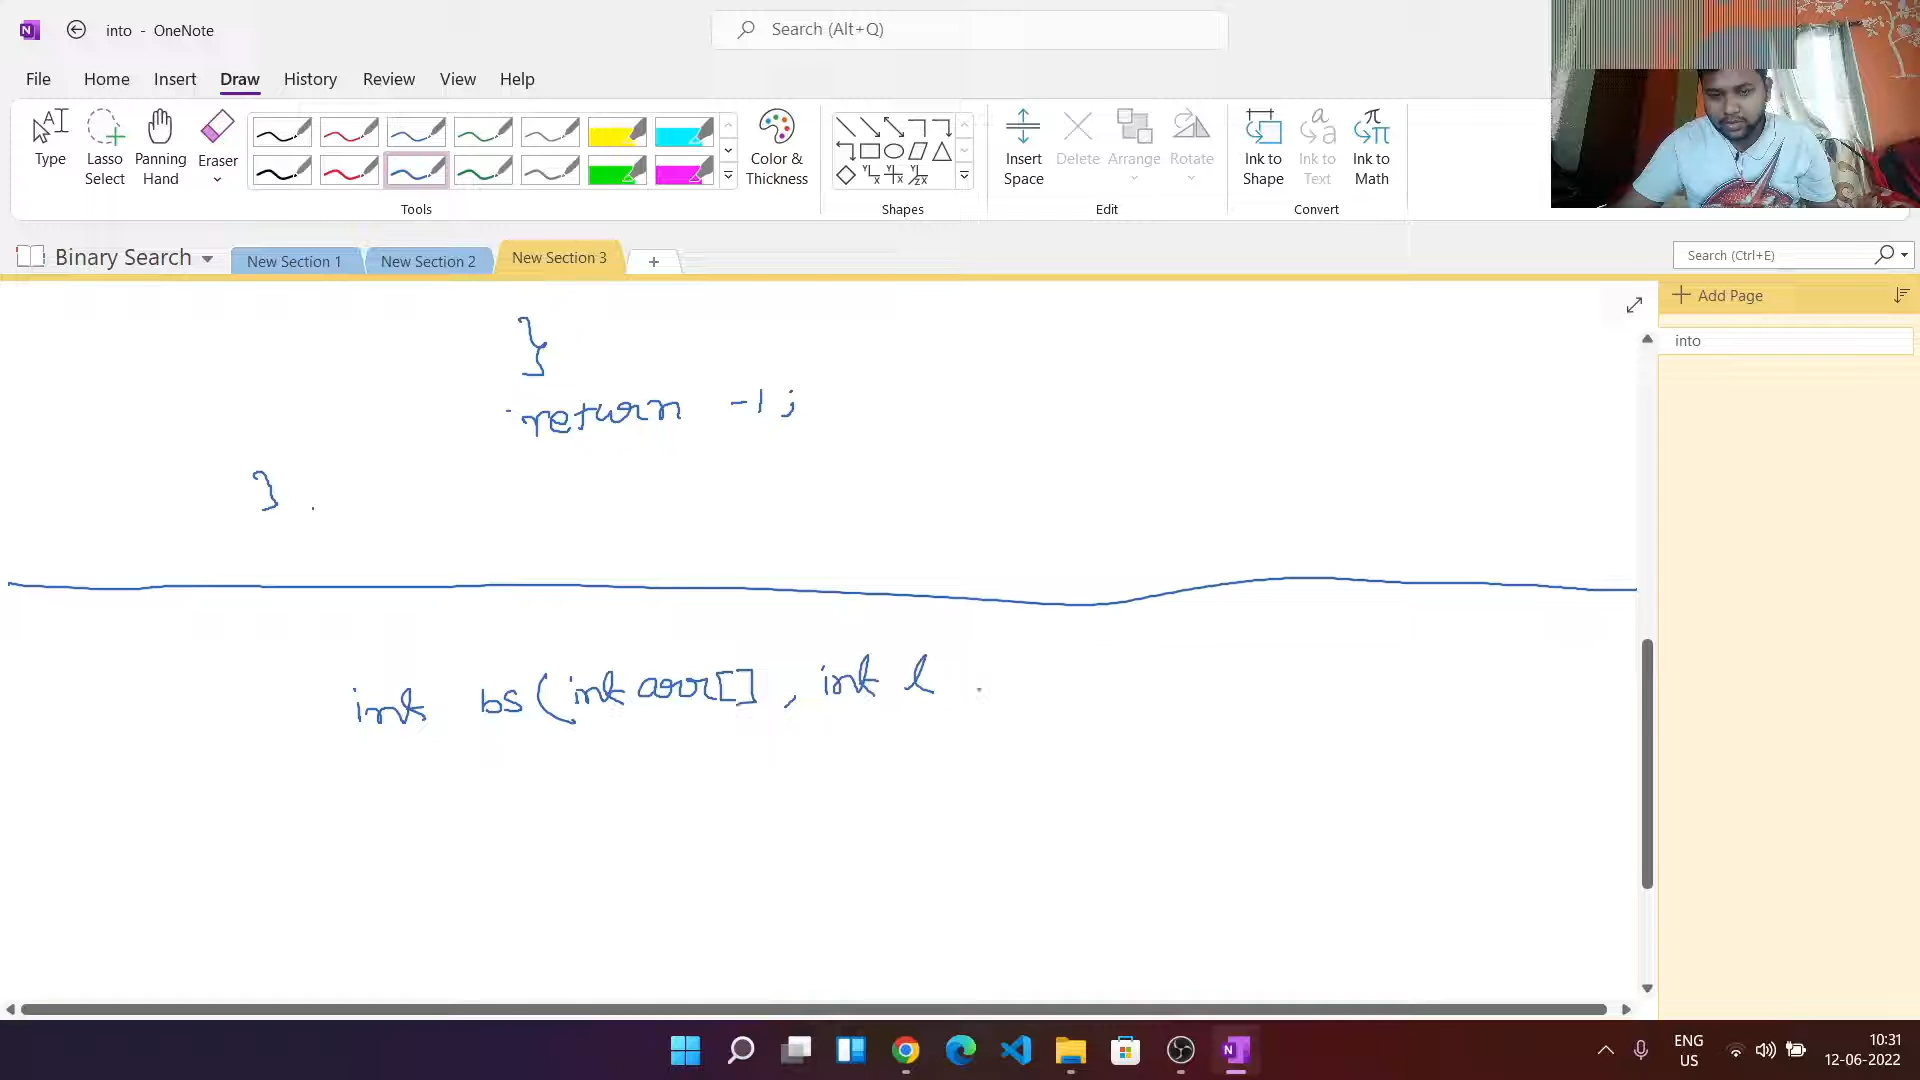 into - OneNote
Search (Alt+Q)
File Home Insert Draw History Review View Help
Type
Lasso Select
Panning Hand
Eraser
Color & Thickness
Insert Space
Delete
Arrange
Rotate
Ink to Shape
Ink to Text
Ink to Math
Tools
Shapes
Edit
Convert
Binary Search
New Section 1
New Section 2
New Section 3
Search (Ctrl+E)
Add Page
into
}
return -1;
}
int bs(int arr[], int l
ENG
US
10:31
12-06-2022